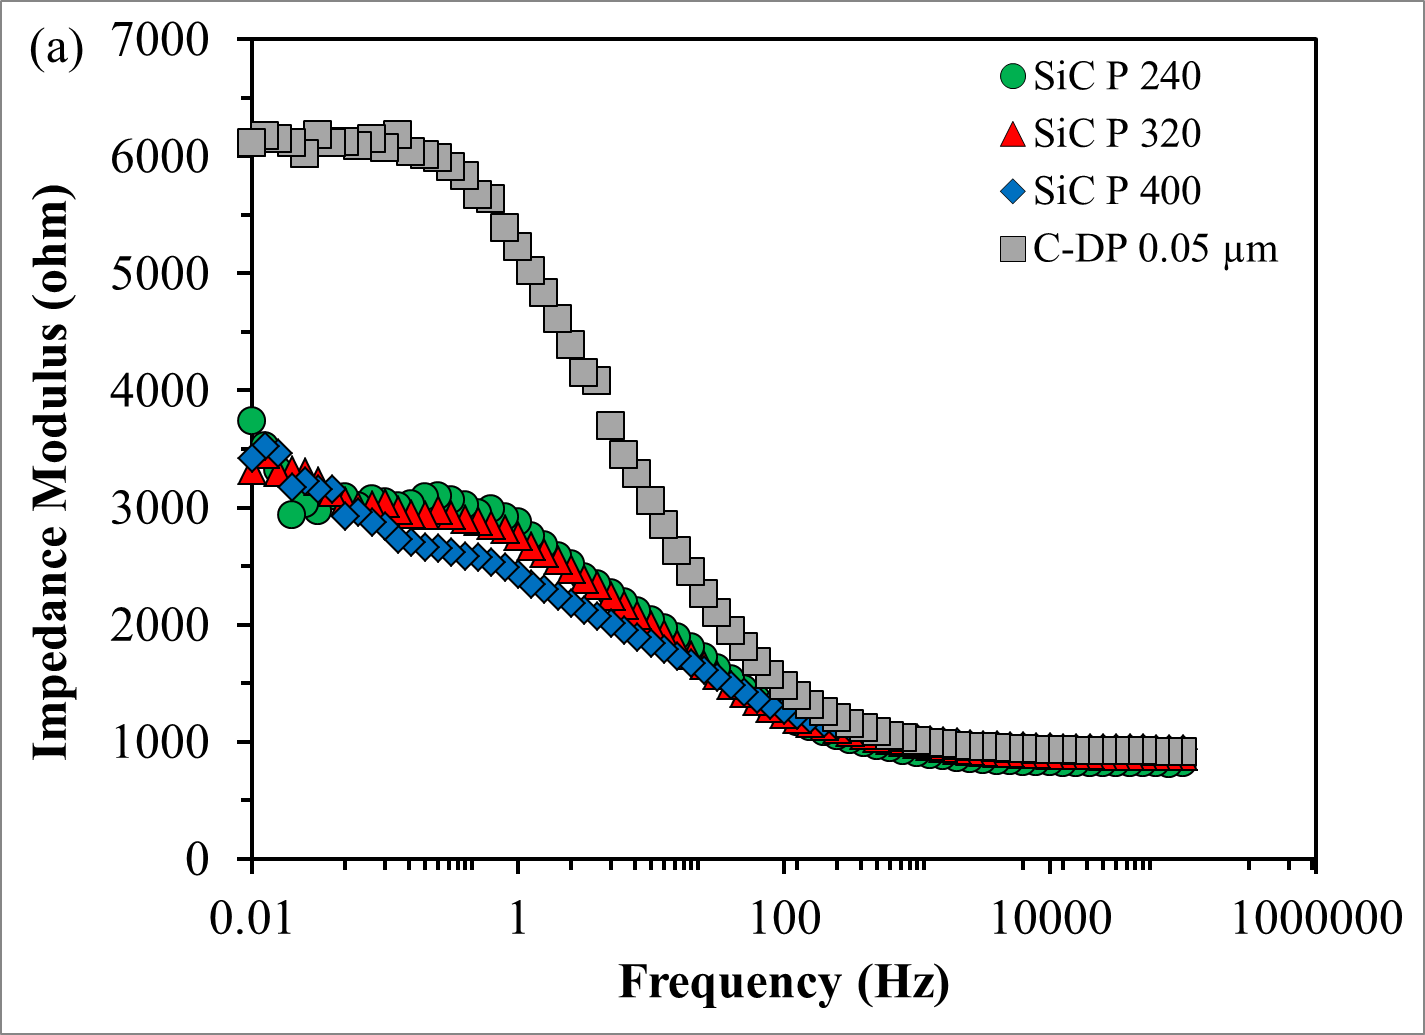 (a)
7000
6000
5000
4000
3000
2000
1000
0
Impedance Modulus (ohm)
SiC P 240
SiC P 320
SiC P 400
C-DP 0.05 µm
0.01 1 100 10000 1000000
Frequency (Hz)